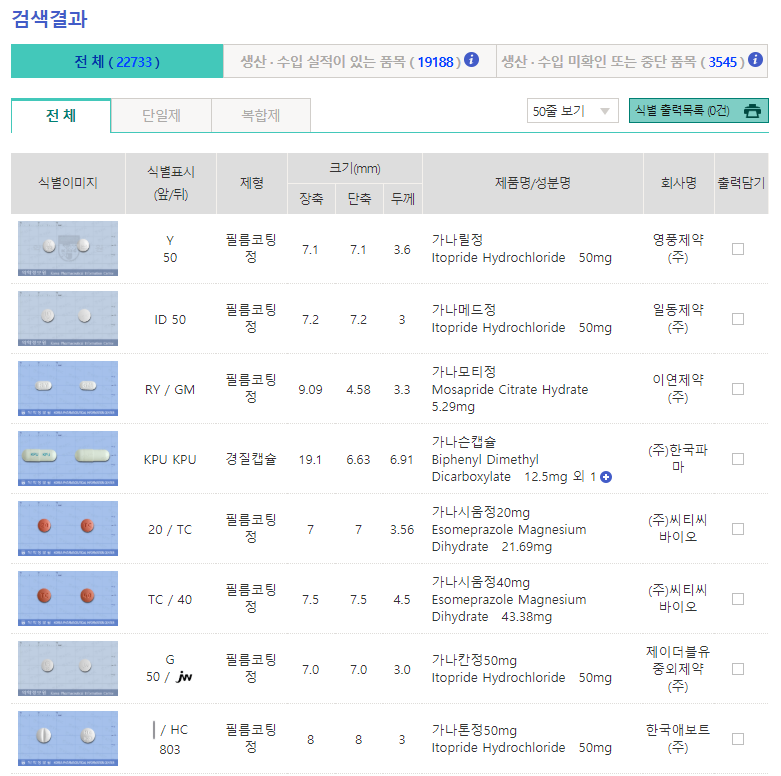 검색결과
전 체 ( 22733 )
생산 · 수입 실적이 있는 품목 ( 19188 )
생산 · 수입 미확인 또는 중단 품목 ( 3545 )
전 체
단일제
복합제
50줄 보기
식별 출력목록 (0건)
식별이미지
식별표시
(앞/뒤)
제형
크기(mm)
장축
단축
두께
제품명/성분명
회사명
출력담기
Y
50
필름코팅
정
7.1
7.1
3.6
가나릴정
Itopride Hydrochloride 50mg
영풍제약
(주)
ID 50
필름코팅
정
7.2
7.2
3
가나메드정
Itopride Hydrochloride 50mg
일동제약
(주)
RY / GM
필름코팅
정
9.09
4.58
3.3
가나모티정
Mosapride Citrate Hydrate
5.29mg
이연제약
(주)
KPU KPU
경질캡슐
19.1
6.63
6.91
가나슨캡슐
Biphenyl Dimethyl
Dicarboxylate 12.5mg 외 1
(주)한국파
마
20 / TC
필름코팅
정
7
7
3.56
가나시움정20mg
Esomeprazole Magnesium
Dihydrate 21.69mg
(주)씨티씨
바이오
TC / 40
필름코팅
정
7.5
7.5
4.5
가나시움정40mg
Esomeprazole Magnesium
Dihydrate 43.38mg
(주)씨티씨
바이오
G
50 / jw
필름코팅
정
7.0
7.0
3.0
가나칸정50mg
Itopride Hydrochloride 50mg
제이더블유
중외제약
(주)
| / HC
803
필름코팅
정
8
8
3
가나톤정50mg
Itopride Hydrochloride 50mg
한국애보트
(주)